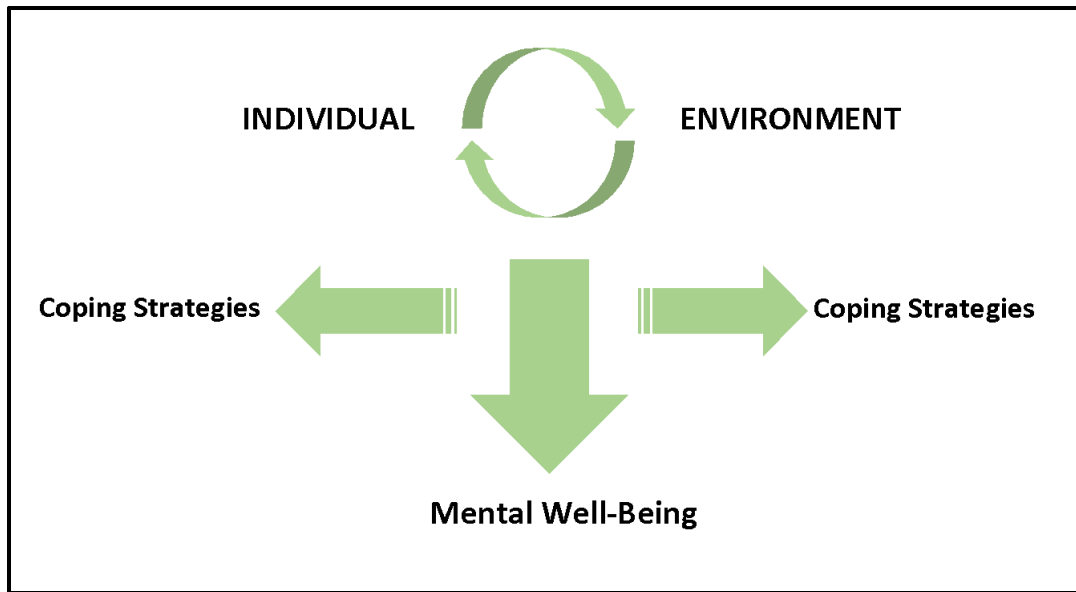 INDIVIDUAL
ENVIRONMENT
Coping Strategies
Coping Strategies
Mental Well-Being